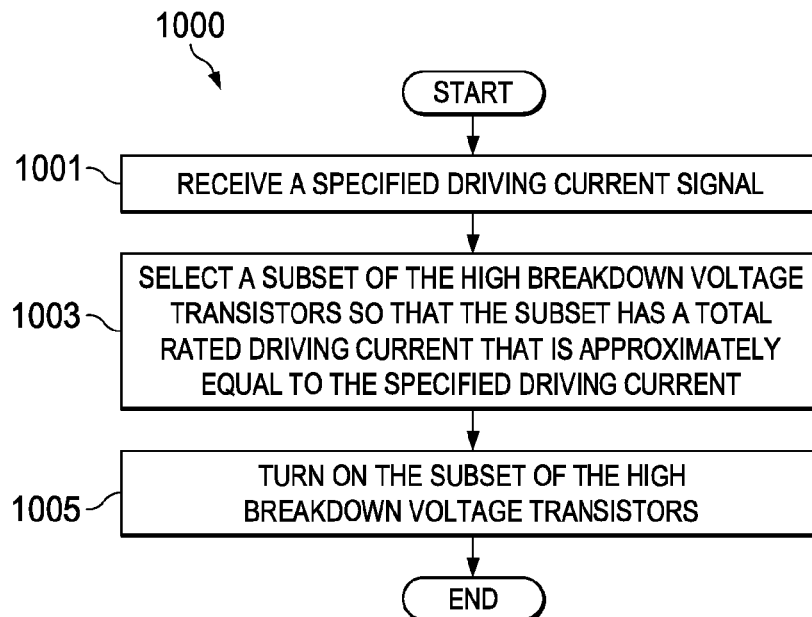 1000
START
1001
RECEIVE A SPECIFIED DRIVING CURRENT SIGNAL
1003
SELECT A SUBSET OF THE HIGH BREAKDOWN VOLTAGE
TRANSISTORS SO THAT THE SUBSET HAS A TOTAL
RATED DRIVING CURRENT THAT IS APPROXIMATELY
EQUAL TO THE SPECIFIED DRIVING CURRENT
1005
TURN ON THE SUBSET OF THE HIGH
BREAKDOWN VOLTAGE TRANSISTORS
END